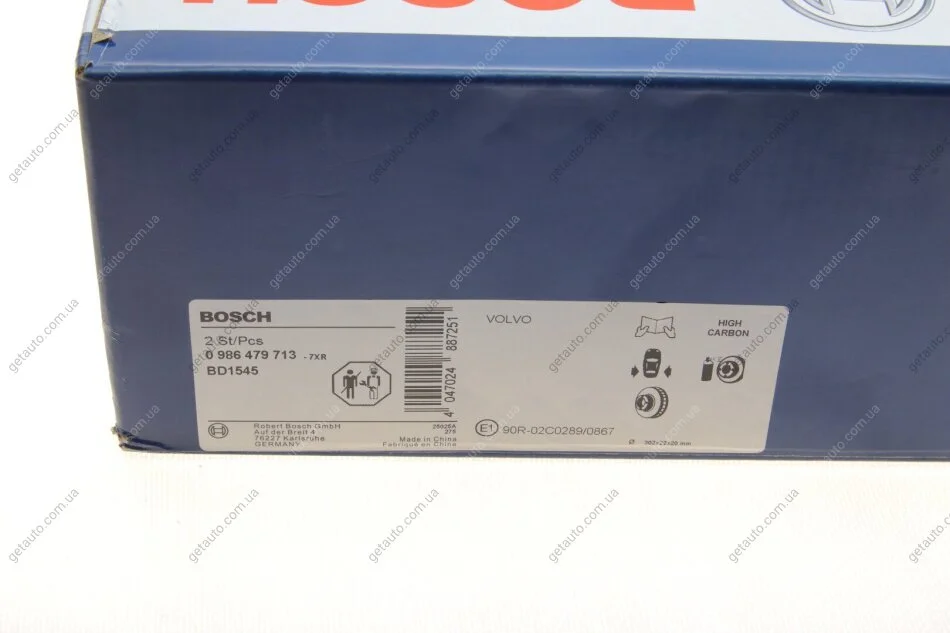 BOSCH
2 St/Pcs
0 986 479 713 - 7XR
BD1545
4 047024 887251
VOLVO
HIGH
CARBON
Robert Bosch GmbH
Auf der Breit 4
76227 Karlsruhe
GERMANY
Made in China
Fabriqué en China
E1 90R-02C0289/0867
getauto.com.ua